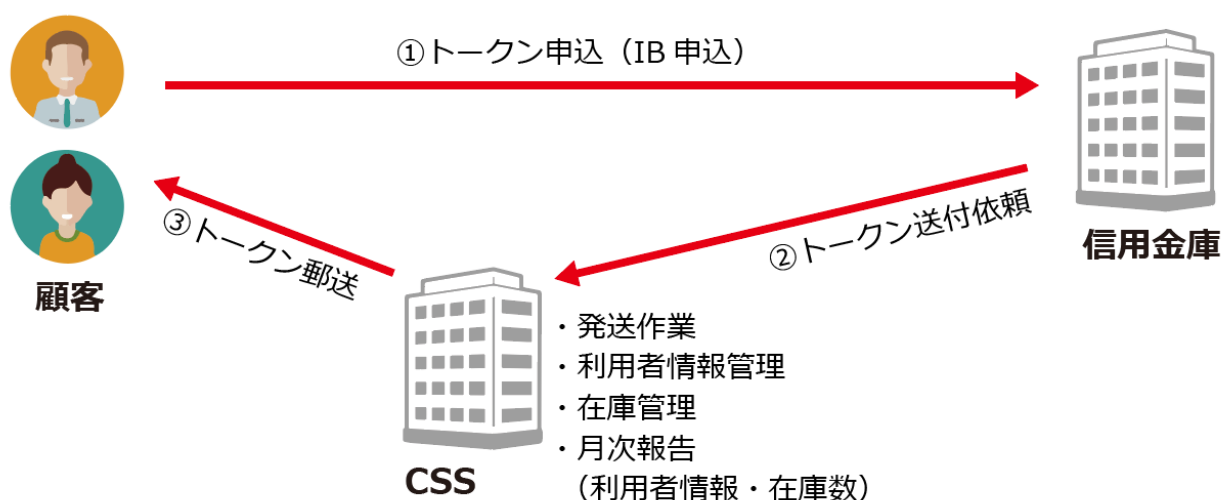 ①トークン申込（IB 申込）
②トークン送付依頼
信用金庫
③トークン郵送
顧客
・発送作業
・利用者情報管理
・在庫管理
・月次報告
（利用者情報・在庫数）
CSS